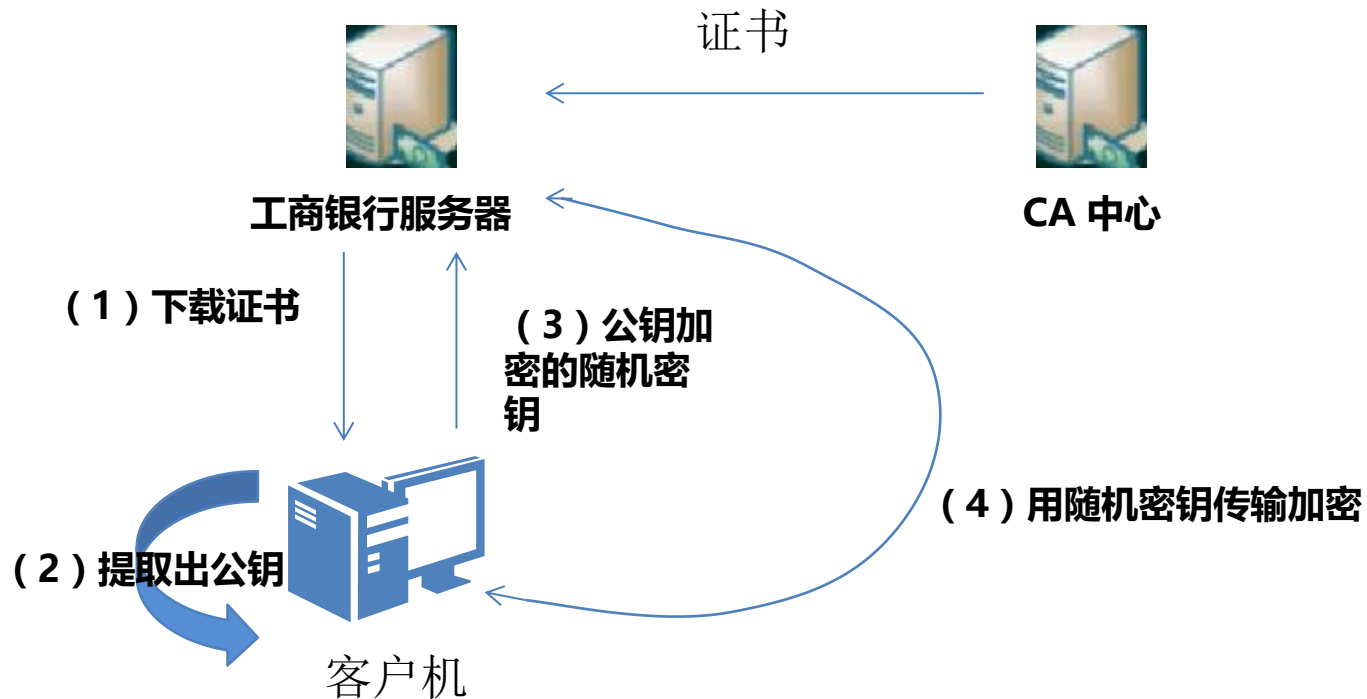 证书
工商银行服务器
CA 中心
（1）下载证书
（3）公钥加
密的随机密
钥
（4）用随机密钥传输加密
（2）提取出公钥
客户机